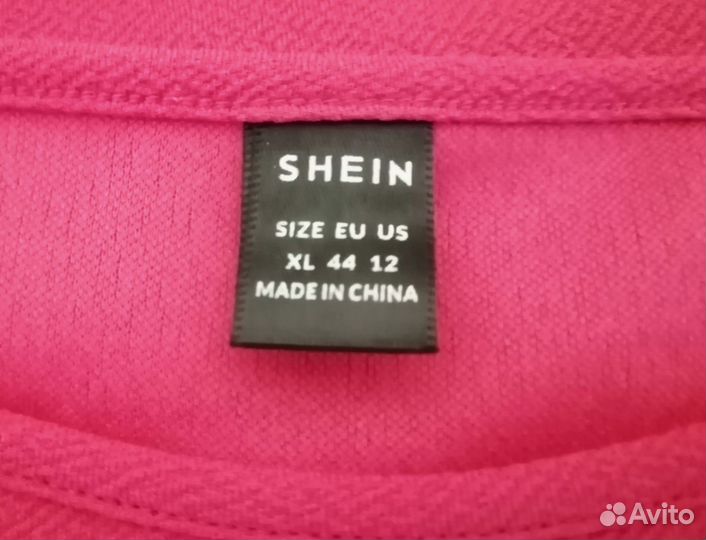 SHEIN
SIZE EU US
XL 44 12
MADE IN CHINA
Avito